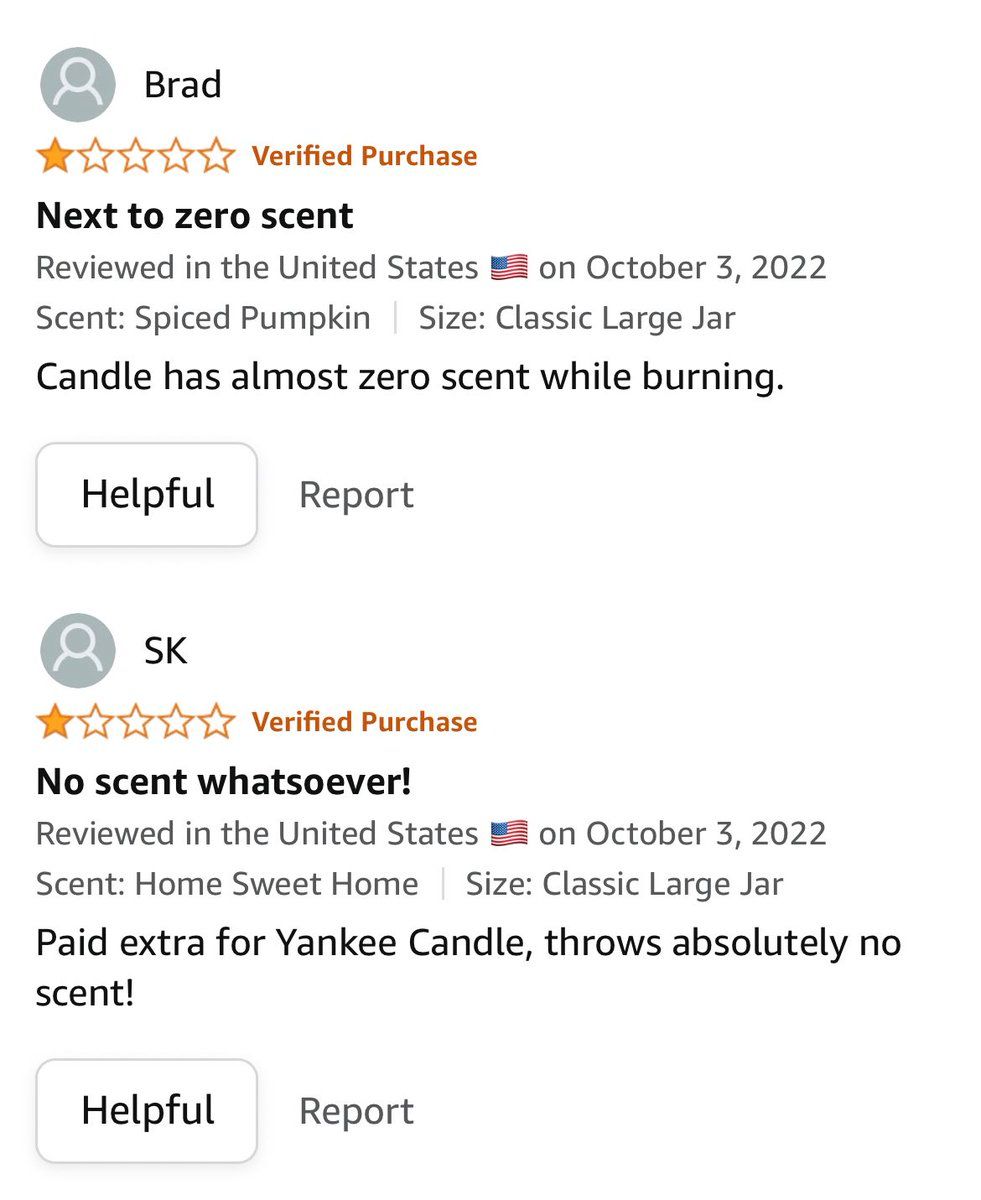 Brad
Verified Purchase
Next to zero scent
Reviewed in the United States 🇺🇸 on October 3, 2022
Scent: Spiced Pumpkin | Size: Classic Large Jar
Candle has almost zero scent while burning.
Helpful Report
SK
Verified Purchase
No scent whatsoever!
Reviewed in the United States 🇺🇸 on October 3, 2022
Scent: Home Sweet Home | Size: Classic Large Jar
Paid extra for Yankee Candle, throws absolutely no
scent!
Helpful Report